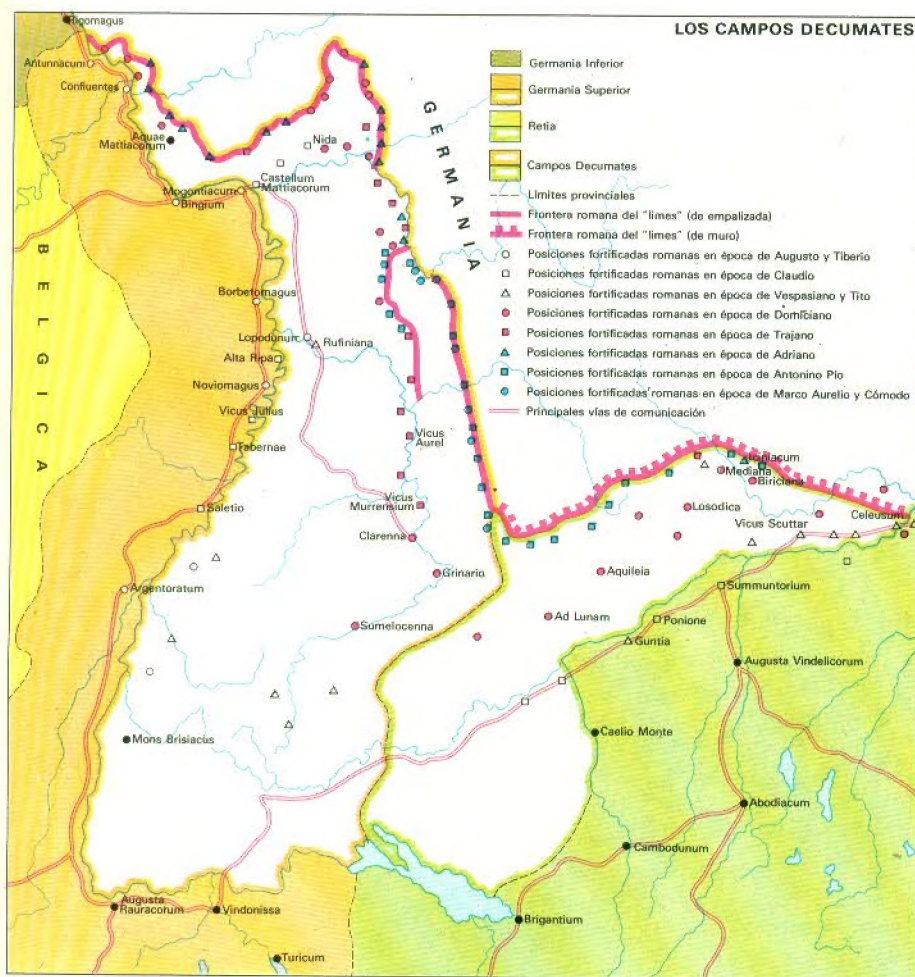 LOS CAMPOS DECUMATES
Germania Inferior
Germania Superior
Retia
Campos Decumates
Límites provinciales
Frontera romana del "limes" (de empalizada)
Frontera romana del "limes" (de muro)
Posiciones fortificadas romanas en época de Augusto y Tiberio
Posiciones fortificadas romanas en época de Claudio
Posiciones fortificadas romanas en época de Vespasiano y Tito
Posiciones fortificadas romanas en época de Domiciano
Posiciones fortificadas romanas en época de Trajano
Posiciones fortificadas romanas en época de Adriano
Posiciones fortificadas romanas en época de Antonino Pío
Posiciones fortificadas romanas en época de Marco Aurelio y Cómodo
Principales vías de comunicación
GERMANIA
BELGICA
Rigomagus
Antunnacum
Confluentes
Aquae
Mattiacorum
Nida
Castellum
Mattiacorum
Mogontiacum
Bingium
Borbetomagus
Lopodunum
Rufiniana
Alta Ripa
Noviomagus
Vicus Julius
Tabernae
Vicus
Aurel
Saletio
Vicus
Murrensium
Clarenna
Grinario
Argentoratum
Sumelocenna
Mons Brisiacus
Augusta
Rauracorum
Vindonissa
Turicum
Iciniacum
Mediana
Biriciana
Losodica
Celeusum
Vicus Scuttar
Aquileia
Summuntorium
Ad Lunam
Ponione
Guntia
Augusta Vindelicorum
Caelio Monte
Abodiacum
Cambodunum
Brigantium